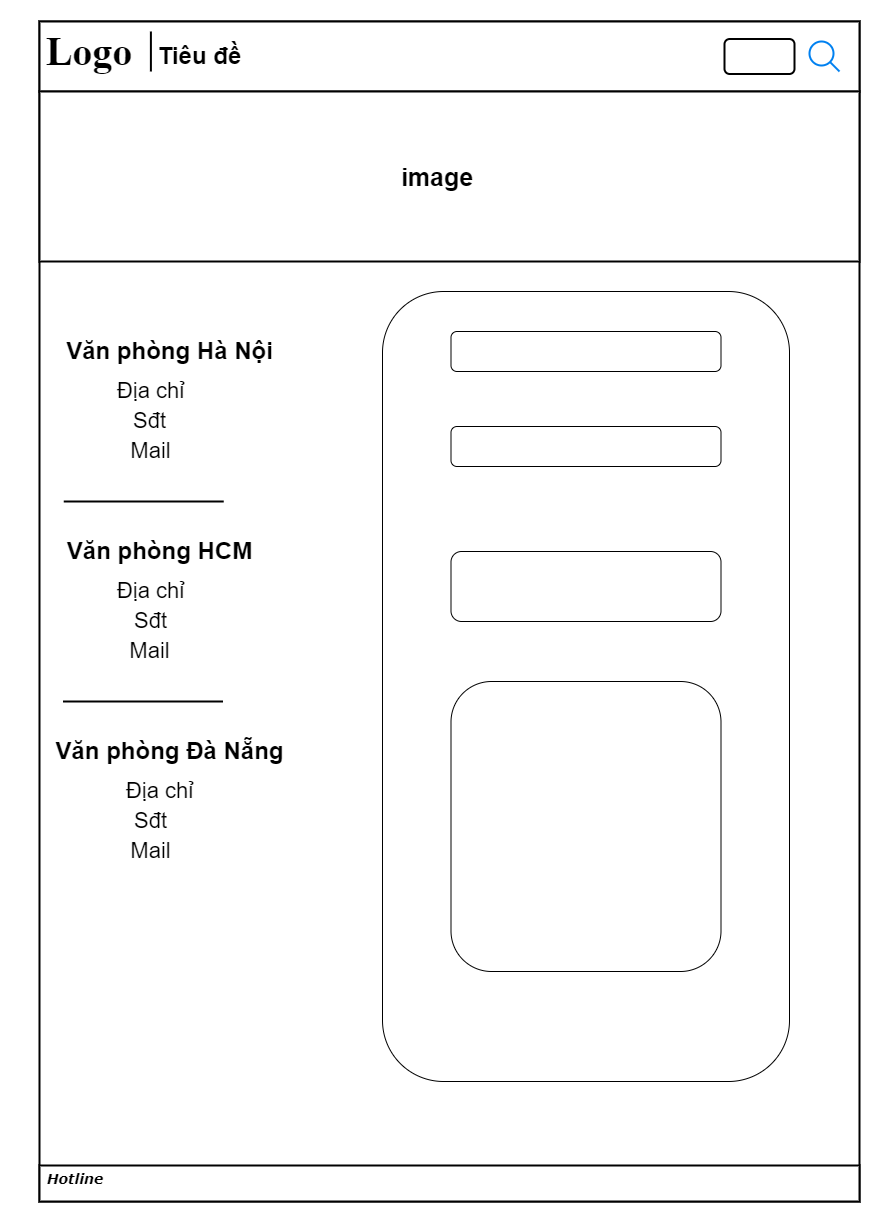 Logo
Tiêu đề
image
Văn phòng Hà Nội
Địa chỉ
Sđt
Mail
Văn phòng HCM
Địa chỉ
Sđt
Mail
Văn phòng Đà Nẵng
Địa chỉ
Sđt
Mail
Hotline